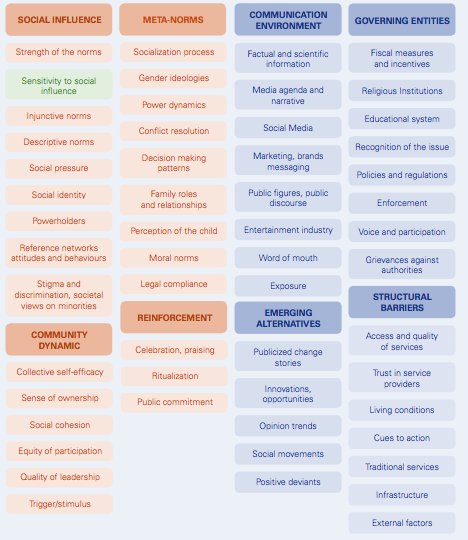 SOCIAL INFLUENCE
Strength of the norms
Sensitivity to social
influence
Injunctive norms
Descriptive norms
Social pressure
Social identity
Powerholders
Reference networks
attitudes and behaviours
Stigma and
discrimination, societal
views on minorities
COMMUNITY
DYNAMIC
Collective self-efficacy
Sense of ownership
Social cohesion
Equity of participation
Quality of leadership
Trigger/stimulus
META-NORMS
Socialization process
Gender ideologies
Power dynamics
Conflict resolution
Decision making
patterns
Family roles
and relationships
Perception of the child
Moral norms
Legal compliance
REINFORCEMENT
Celebration, praising
Ritualization
Public commitment
COMMUNICATION
ENVIRONMENT
Factual and scientific
information
Media agenda and
narrative
Social Media
Marketing, brands
messaging
Public figures, public
discourse
Entertainment industry
Word of mouth
Exposure
EMERGING
ALTERNATIVES
Publicized change
stories
Innovations,
opportunities
Opinion trends
Social movements
Positive deviants
GOVERNING ENTITIES
Fiscal measures
and incentives
Religious Institutions
Educational system
Recognition of the issue
Policies and regulations
Enforcement
Voice and participation
Grievances against
authorities
STRUCTURAL
BARRIERS
Access and quality
of services
Trust in service
providers
Living conditions
Cues to action
Traditional services
Infrastructure
External factors